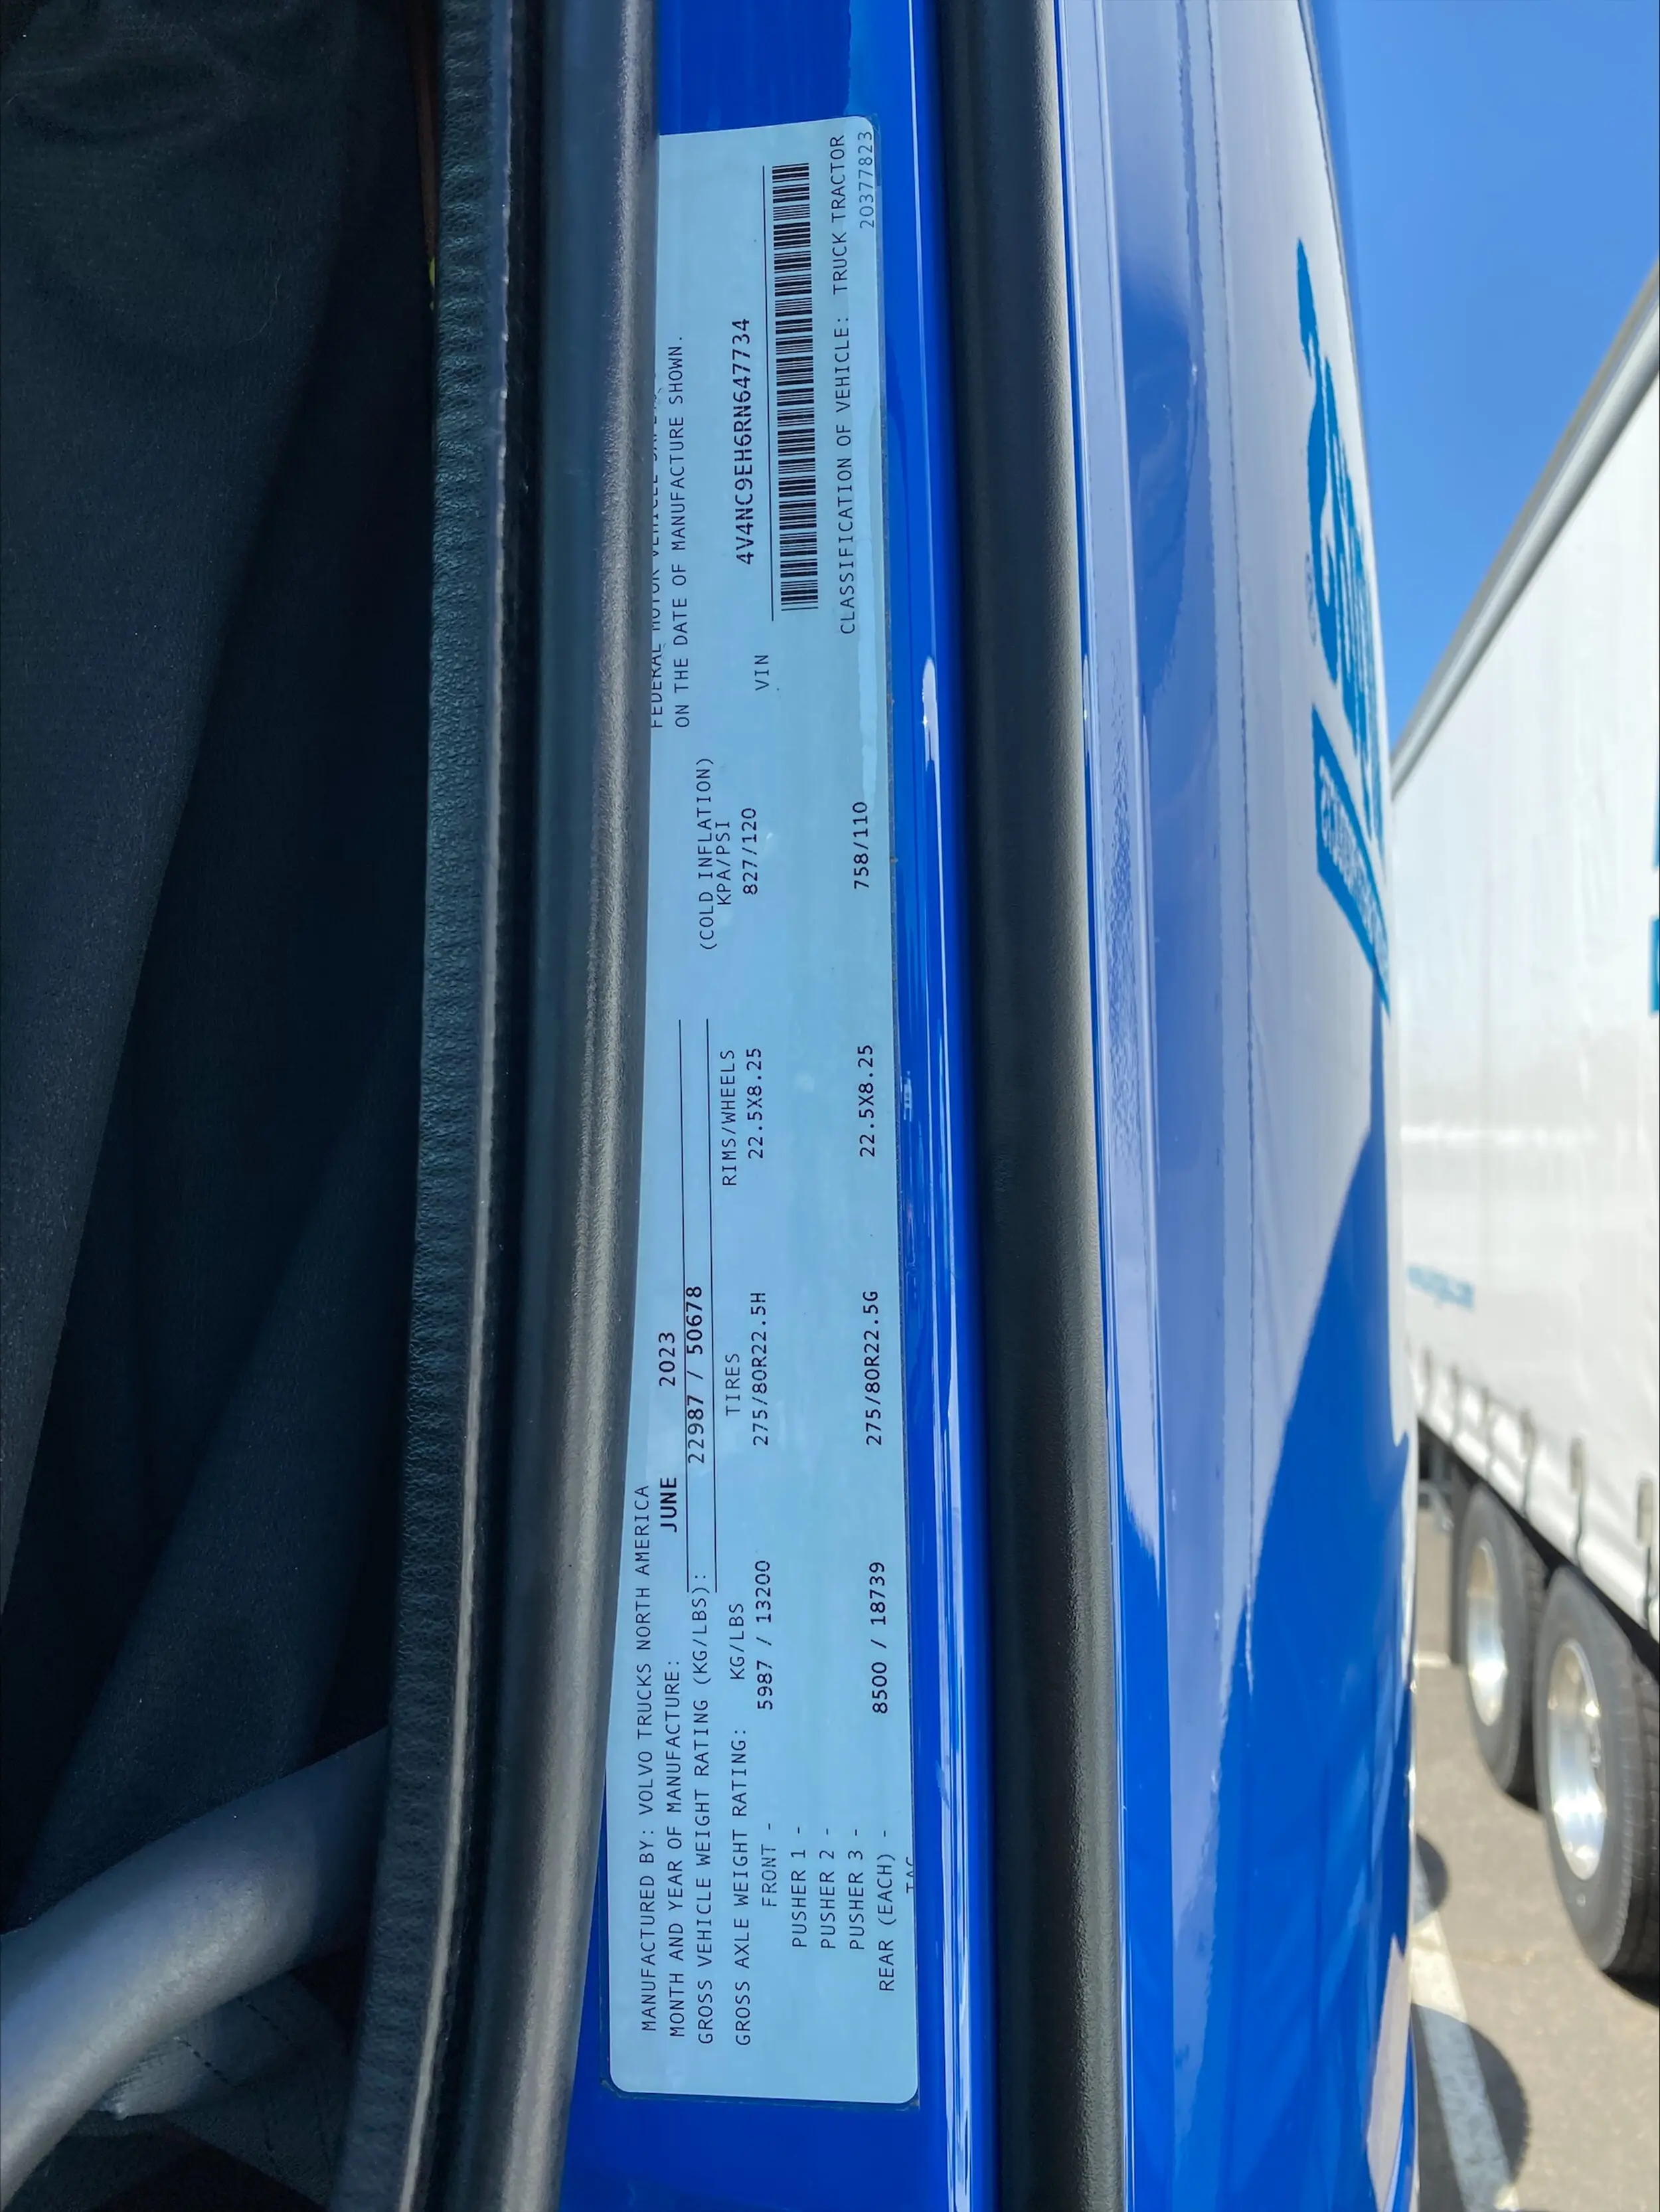 MANUFACTURED BY: VOLVO TRUCKS NORTH AMERICA
MONTH AND YEAR OF MANUFACTURE: JUNE 2023
GROSS VEHICLE WEIGHT RATING (KG/LBS): 22987 / 50678
GROSS AXLE WEIGHT RATING: KG/LBS TIRES RIMS/WHEELS (COLD INFLATION) KPA/PSI
FRONT - 5987 / 13200 275/80R22.5H 22.5X8.25 827/120
PUSHER 1 -
PUSHER 2 -
PUSHER 3 -
REAR (EACH) - 8500 / 18739 275/80R22.5G 22.5X8.25 758/110
FEDERAL MOTOR VEHICLE
ON THE DATE OF MANUFACTURE SHOWN.
VIN 4V4NC9EH6RN647734
CLASSIFICATION OF VEHICLE: TRUCK TRACTOR
20377823